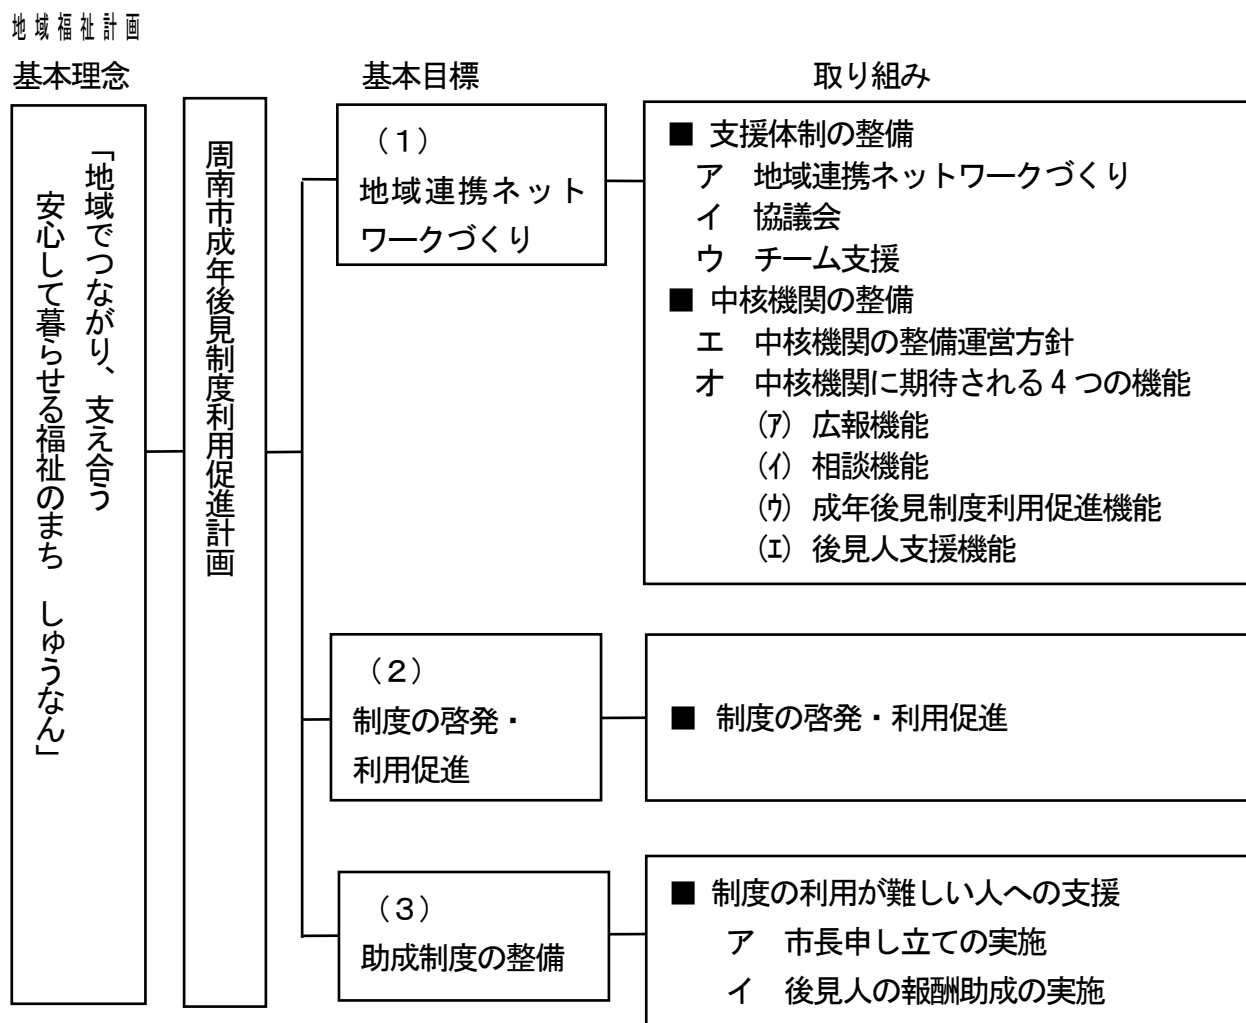 地域福祉計画
基本理念
基本目標
取り組み
「地域でつながり、支え合う
安心して暮らせる福祉のまち　しゅうなん」
周南市成年後見制度利用促進計画
（１）
地域連携ネット
ワークづくり
■ 支援体制の整備
ア　地域連携ネットワークづくり
イ　協議会
ウ　チーム支援
■ 中核機関の整備
エ　中核機関の整備運営方針
オ　中核機関に期待される４つの機能
(ｱ) 広報機能
(ｲ) 相談機能
(ｳ) 成年後見制度利用促進機能
(ｴ) 後見人支援機能
（２）
制度の啓発・
利用促進
■ 制度の啓発・利用促進
（３）
助成制度の整備
■ 制度の利用が難しい人への支援
ア　市長申し立ての実施
イ　後見人の報酬助成の実施